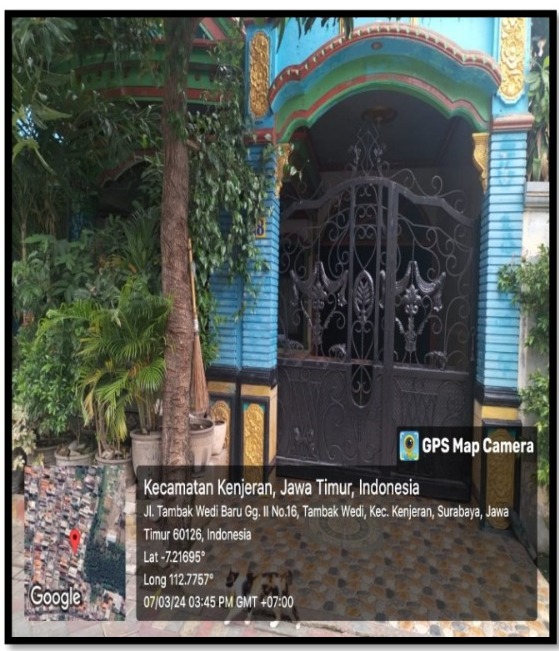 GPS Map Camera
Kecamatan Kenjeran, Jawa Timur, Indonesia
Jl. Tambak Wedi Baru Gg. II No.16, Tambak Wedi, Kec. Kenjeran, Surabaya, Jawa
Timur 60126, Indonesia
Lat -7.21695°
Long 112.7757°
07/03/24 03:45 PM GMT +07:00
Google